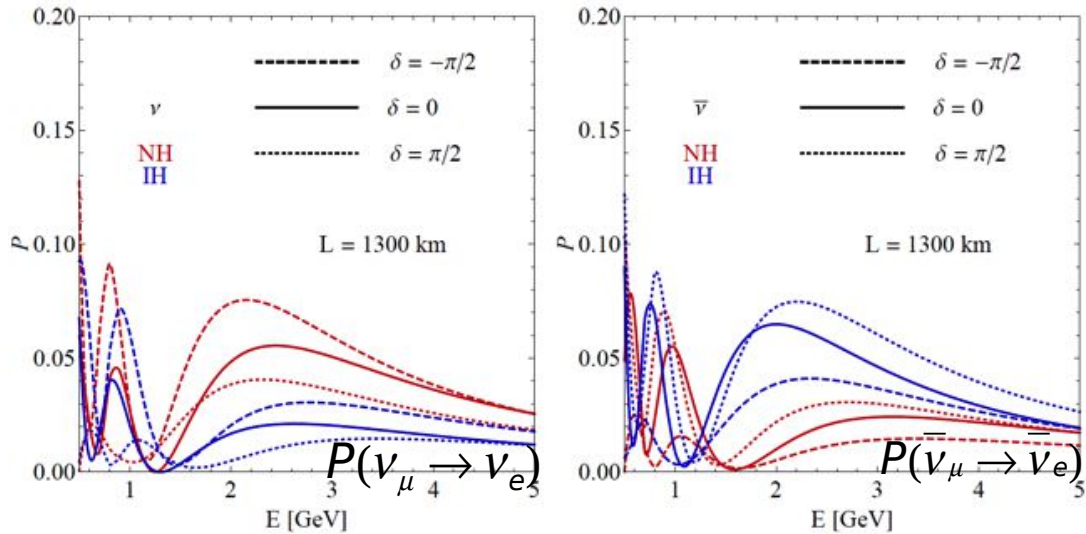 0.20
0.15
0.10
0.05
0.00
P
δ = −π/2
δ = 0
δ = π/2
ν
NH
IH
L = 1300 km
P(ν_μ → ν_e)
1 2 3 4 5
E [GeV]
0.20
0.15
0.10
0.05
0.00
P
δ = −π/2
δ = 0
δ = π/2
ν̄
NH
IH
L = 1300 km
P(ν̄_μ → ν̄_e)
1 2 3 4 5
E [GeV]